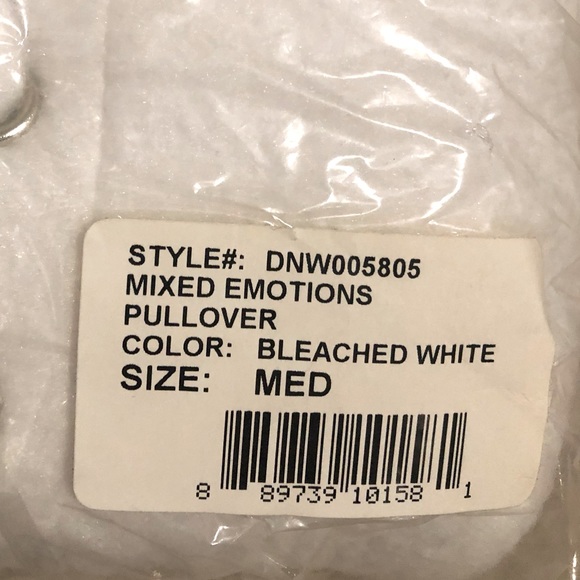 STYLE#: DNW005805
MIXED EMOTIONS
PULLOVER
COLOR: BLEACHED WHITE
SIZE: MED
8 89739 10158 1